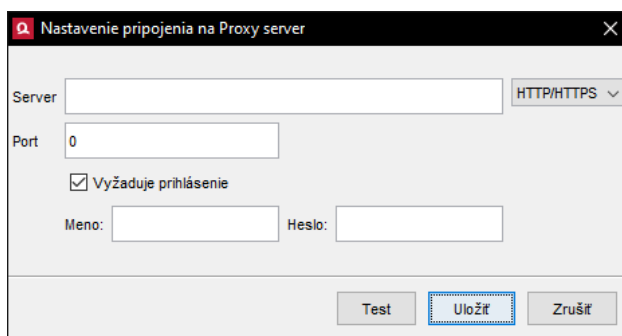 Nastavenie pripojenia na Proxy server
Server HTTP/HTTPS
Port 0
Vyžaduje prihlásenie
Meno: Heslo:
Test Uložiť Zrušiť